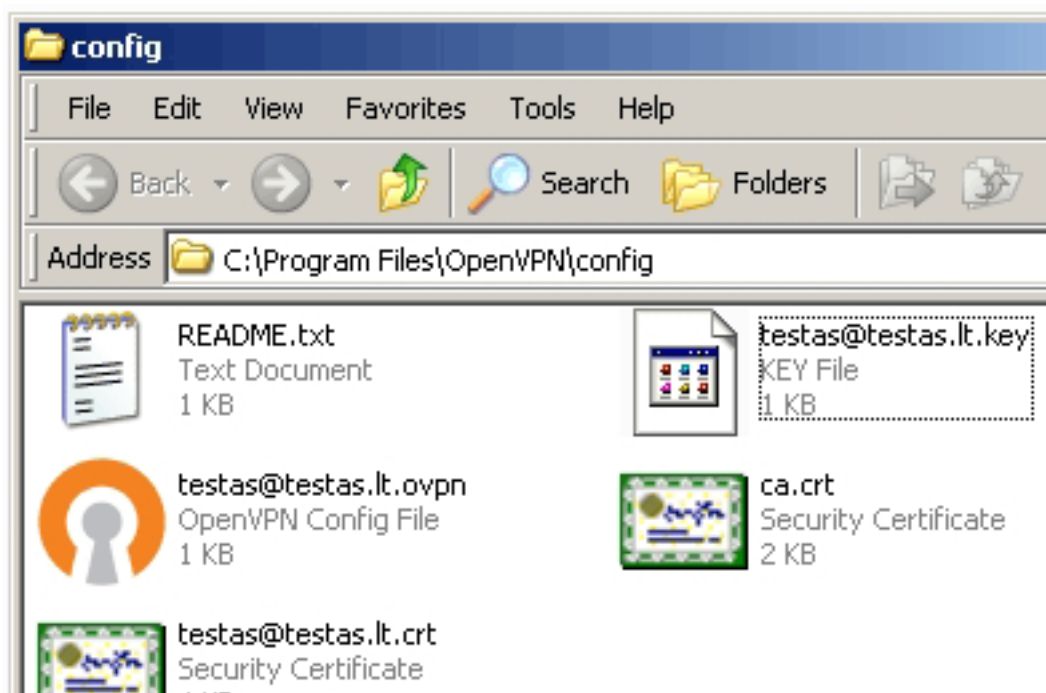 config
File Edit View Favorites Tools Help
Back Search Folders
Address C:\Program Files\OpenVPN\config
README.txt
Text Document
1 KB
testas@testas.lt.key
KEY File
1 KB
testas@testas.lt.ovpn
OpenVPN Config File
1 KB
ca.crt
Security Certificate
2 KB
testas@testas.lt.crt
Security Certificate